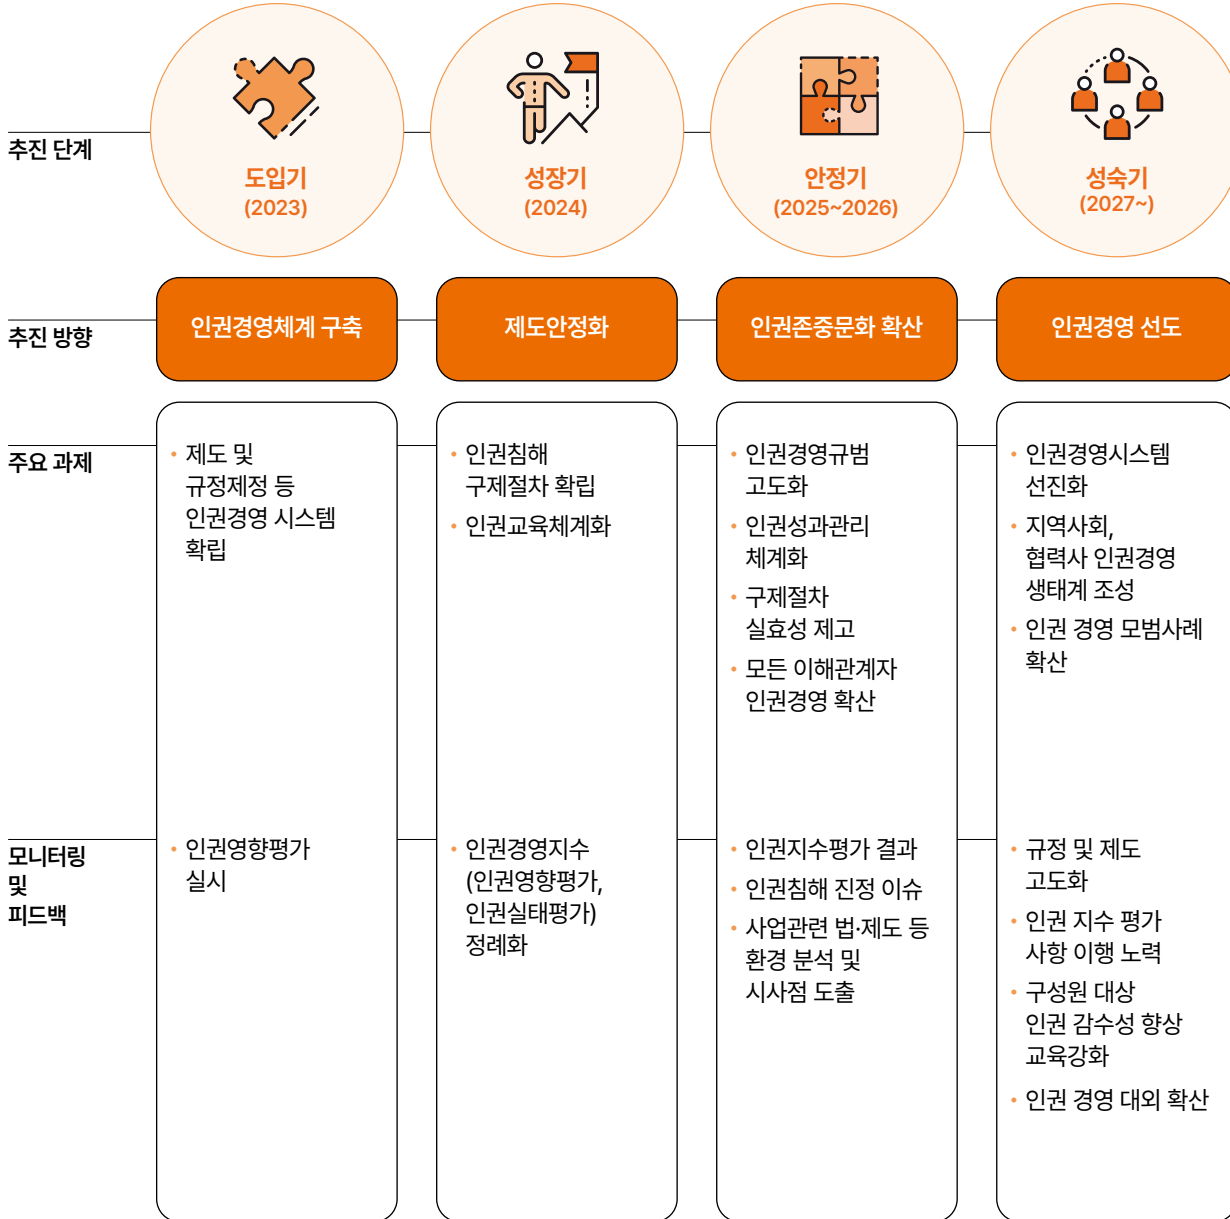 추진 단계
도입기
(2023)
성장기
(2024)
안정기
(2025~2026)
성숙기
(2027~)
추진 방향
인권경영체계 구축
제도안정화
인권존중문화 확산
인권경영 선도
주요 과제
• 제도 및
규정제정 등
인권경영 시스템
확립
• 인권침해
구제절차 확립
• 인권교육체계화
• 인권경영규범
고도화
• 인권성과관리
체계화
• 구제절차
실효성 제고
• 모든 이해관계자
인권경영 확산
• 인권경영시스템
선진화
• 지역사회,
협력사 인권경영
생태계 조성
• 인권 경영 모범사례
확산
모니터링
및
피드백
• 인권영향평가
실시
• 인권경영지수
(인권영향평가,
인권실태평가)
정례화
• 인권지수평가 결과
• 인권침해 진정 이슈
• 사업관련 법·제도 등
환경 분석 및
시사점 도출
• 규정 및 제도
고도화
• 인권 지수 평가
사항 이행 노력
• 구성원 대상
인권 감수성 향상
교육강화
• 인권 경영 대외 확산